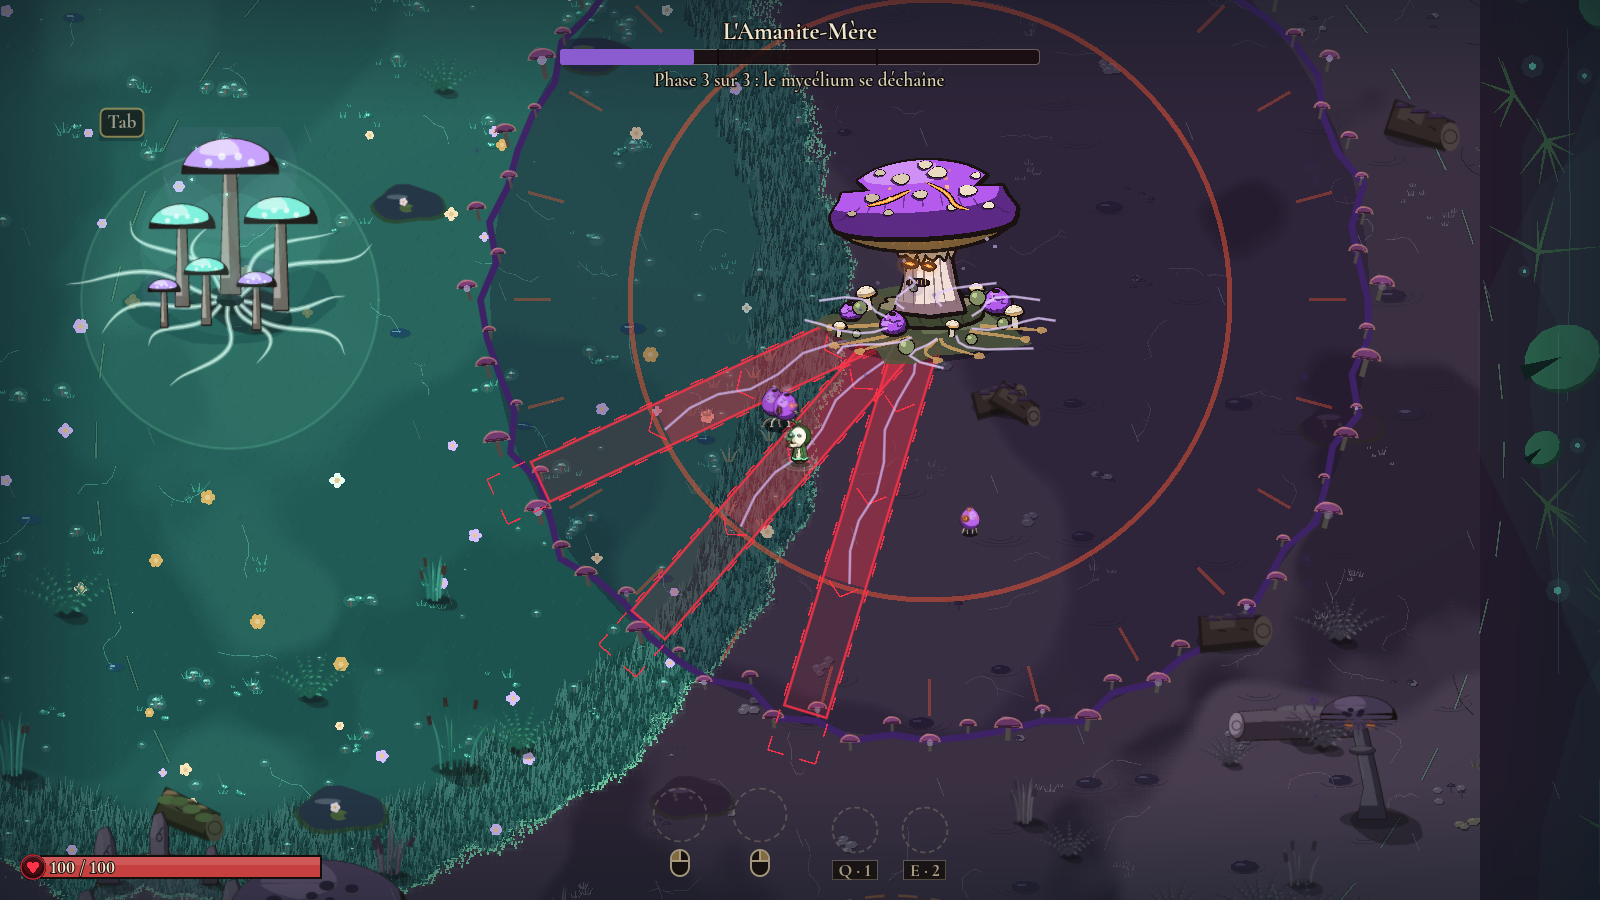 L'Amanite-Mère
Phase 3 sur 3 : le mycélium se déchaîne
Tab
100 / 100
Q · 1
E · 2